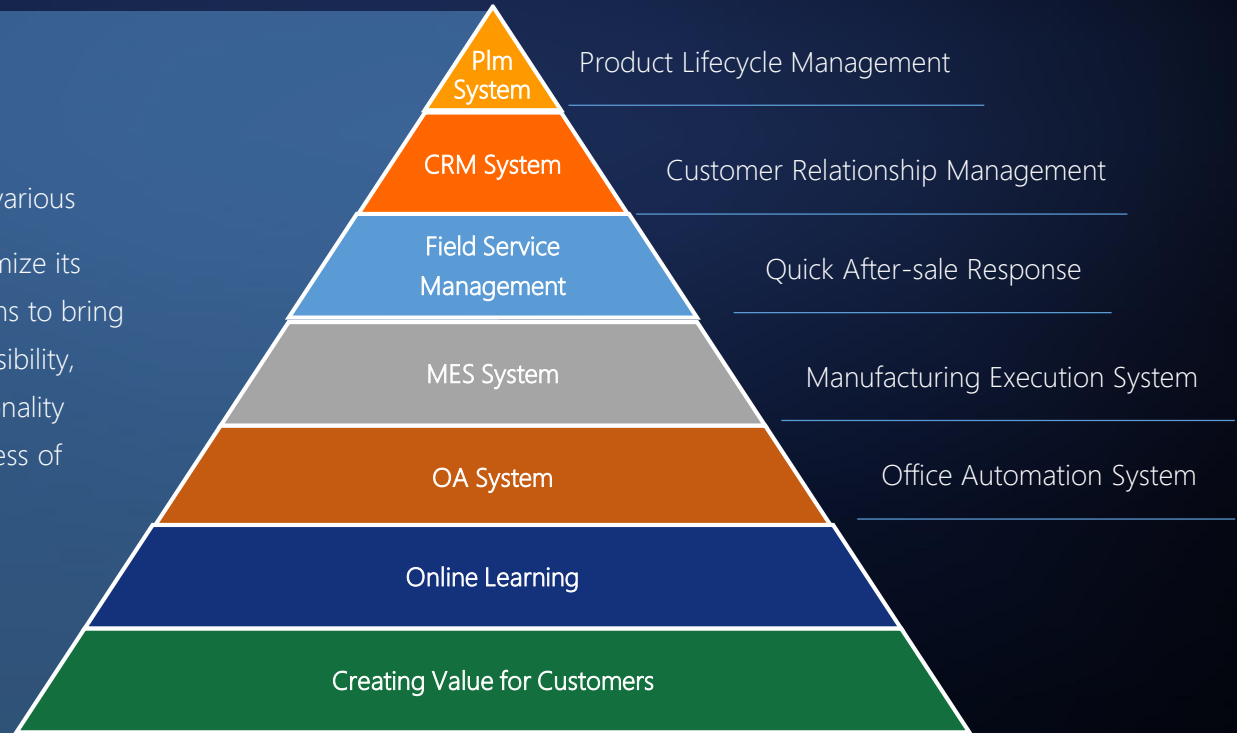 various
mize its
ns to bring
sibility,
nality
ess of
Plm
System
Product Lifecycle Management
CRM System
Customer Relationship Management
Field Service
Management
Quick After-sale Response
MES System
Manufacturing Execution System
OA System
Office Automation System
Online Learning
Creating Value for Customers